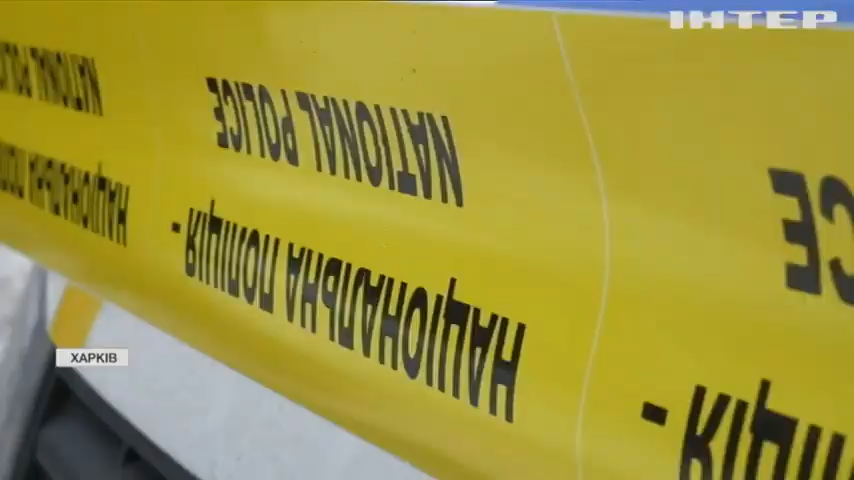 ІНТЕР
NATIONAL POLICE
НАЦІОНАЛЬНА ПОЛІЦІЯ -
ХАРКІВ